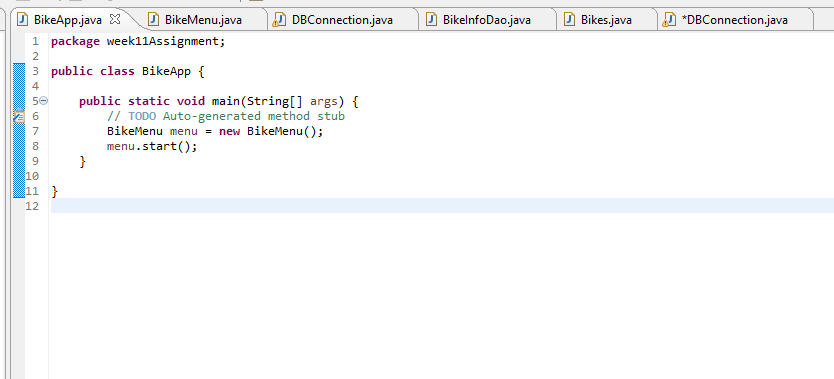 BikeApp.java BikeMenu.java DBConnection.java BikeInfoDao.java Bikes.java *DBConnection.java
1 package week11Assignment;
2
3 public class BikeApp {
4
5 public static void main(String[] args) {
6 // TODO Auto-generated method stub
7 BikeMenu menu = new BikeMenu();
8 menu.start();
9 }
10
11 }
12